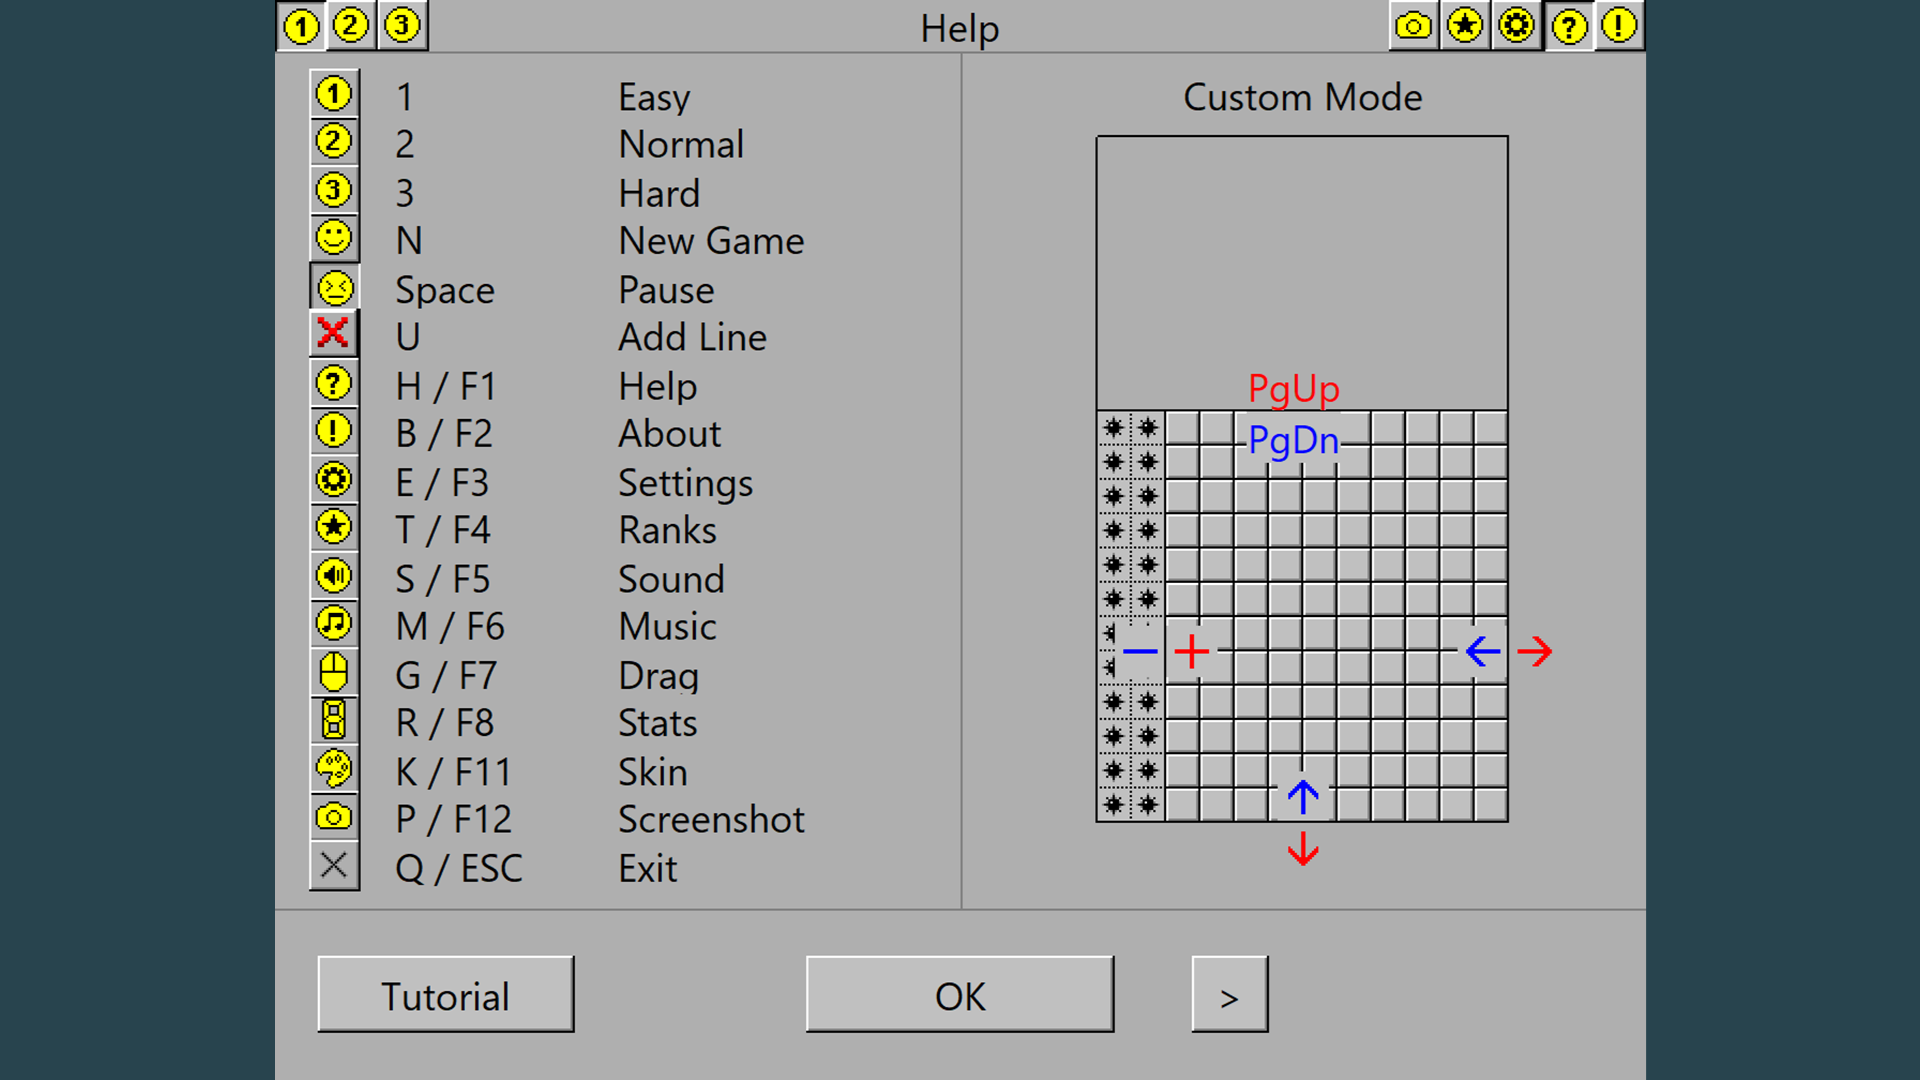 1 2 3 Help ? !
1 1 Easy
2 2 Normal
3 3 Hard
N New Game
Space Pause
U Add Line
? H / F1 Help
! B / F2 About
E / F3 Settings
T / F4 Ranks
S / F5 Sound
M / F6 Music
G / F7 Drag
8 R / F8 Stats
K / F11 Skin
P / F12 Screenshot
Q / ESC Exit
Custom Mode
PgUp
PgDn
− + ← →
↑
↓
Tutorial OK >